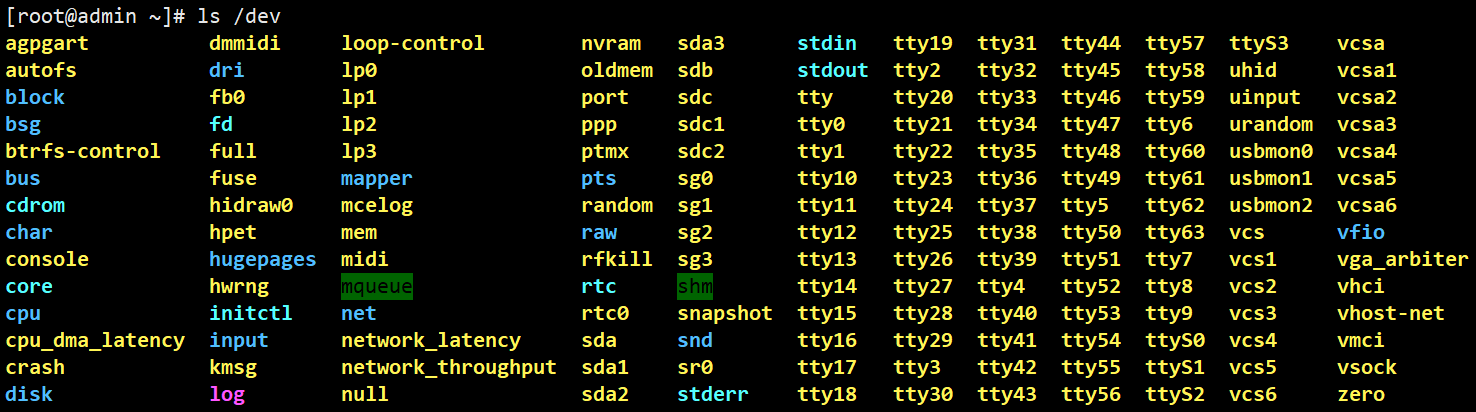 [root@admin ~]# ls /dev
agpgart dmmidi loop-control nvram sda3 stdin tty19 tty31 tty44 tty57 ttyS3 vcsa
autofs dri lp0 oldmem sdb stdout tty2 tty32 tty45 tty58 uhid vcsa1
block fb0 lp1 port sdc tty tty20 tty33 tty46 tty59 uinput vcsa2
bsg fd lp2 ppp sdc1 tty0 tty21 tty34 tty47 tty6 urandom vcsa3
btrfs-control full lp3 ptmx sdc2 tty1 tty22 tty35 tty48 tty60 usbmon0 vcsa4
bus fuse mapper pts sg0 tty10 tty23 tty36 tty49 tty61 usbmon1 vcsa5
cdrom hidraw0 mcelog random sg1 tty11 tty24 tty37 tty5 tty62 usbmon2 vcsa6
char hpet mem raw sg2 tty12 tty25 tty38 tty50 tty63 vcs vfio
console hugepages midi rfkill sg3 tty13 tty26 tty39 tty51 tty7 vcs1 vga_arbiter
core hwrng mqueue rtc shm tty14 tty27 tty4 tty52 tty8 vcs2 vhci
cpu initctl net rtc0 snapshot tty15 tty28 tty40 tty53 tty9 vcs3 vhost-net
cpu_dma_latency input network_latency sda snd tty16 tty29 tty41 tty54 ttyS0 vcs4 vmci
crash kmsg network_throughput sda1 sr0 tty17 tty3 tty42 tty55 ttyS1 vcs5 vsock
disk log null sda2 stderr tty18 tty30 tty43 tty56 ttyS2 vcs6 zero